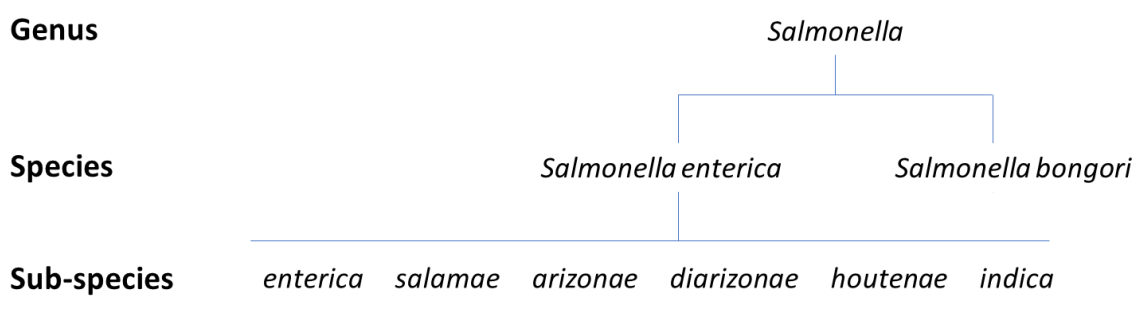 Genus Salmonella
Species Salmonella enterica Salmonella bongori
Sub-species enterica salamae arizonae diarizonae houtenae indica